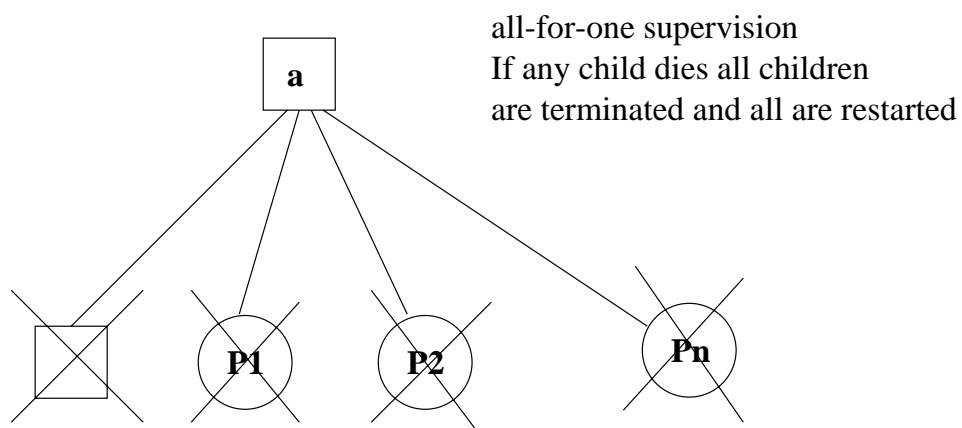 all-for-one supervision
a
If any child dies all children
are terminated and all are restarted
P1
P2
Pn